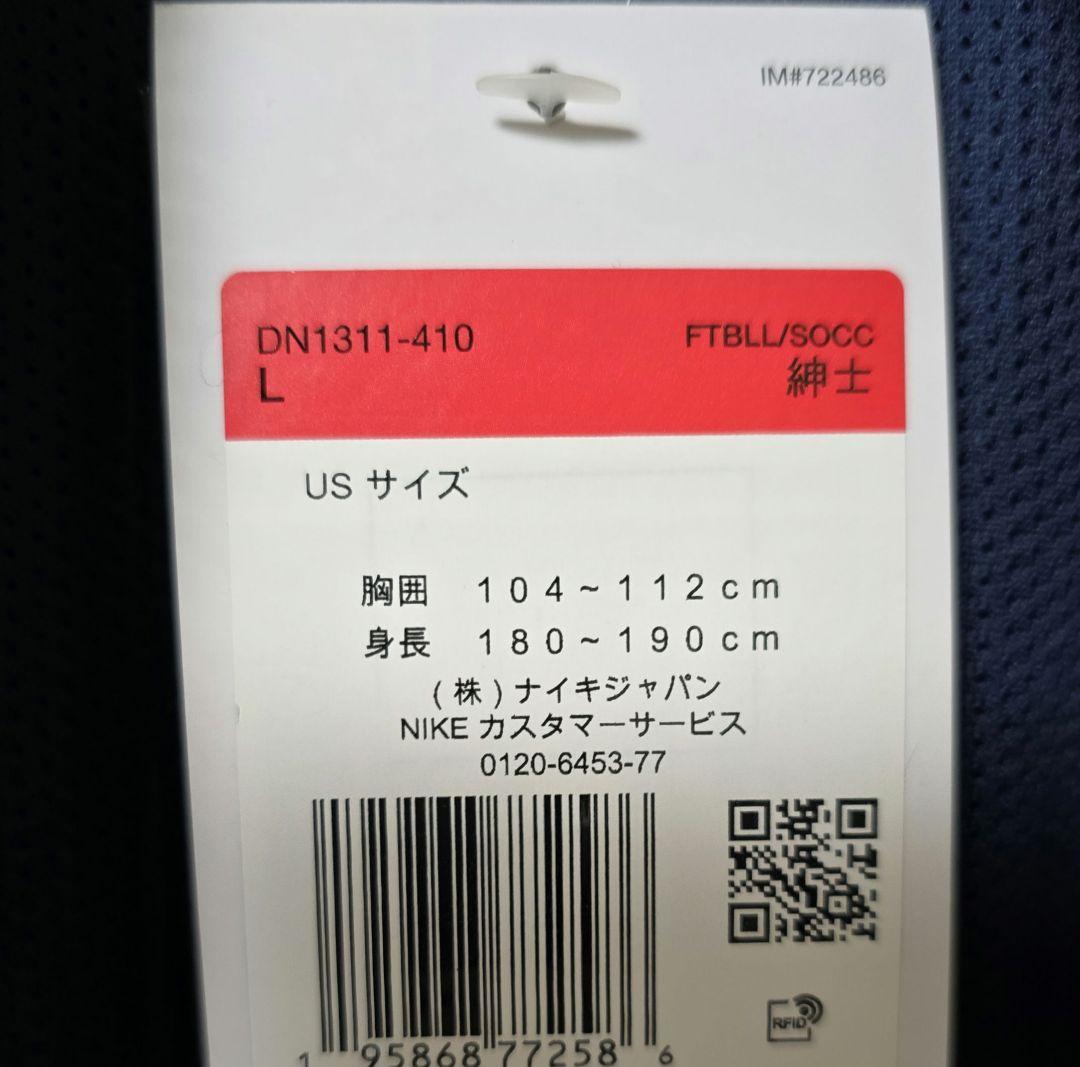 IM#722486
DN1311-410 FTBLL/SOCC
L 紳士
US サイズ
胸囲 104~112cm
身長 180~190cm
(株)ナイキジャパン
NIKE カスタマーサービス
0120-6453-77
RFID
1 95868 77258 6